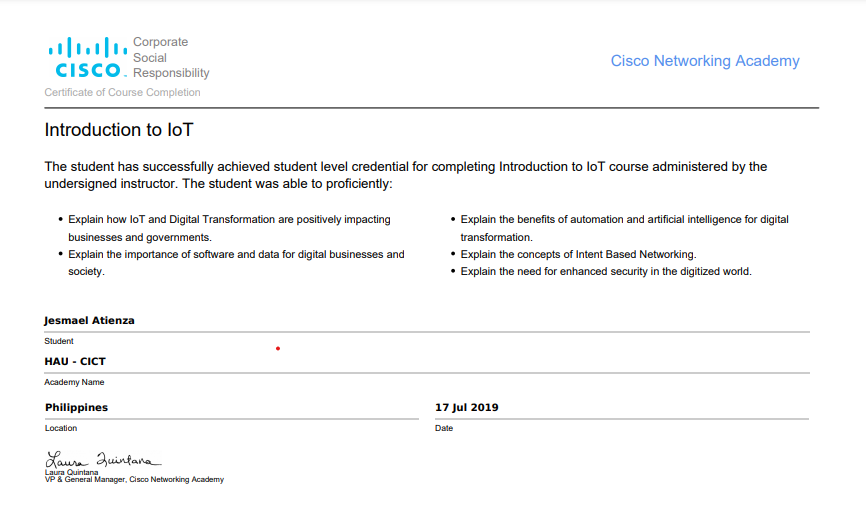 Corporate
Social
CISCO. Responsibility
Cisco Networking Academy
Certificate of Course Completion
Introduction to IoT
The student has successfully achieved student level credential for completing Introduction to IoT course administered by the
undersigned instructor. The student was able to proficiently:
• Explain how IoT and Digital Transformation are positively impacting
businesses and governments.
• Explain the importance of software and data for digital businesses and
society.
• Explain the benefits of automation and artificial intelligence for digital
transformation.
• Explain the concepts of Intent Based Networking.
• Explain the need for enhanced security in the digitized world.
Jesmael Atienza
Student
HAU - CICT
Academy Name
Philippines
Location
17 Jul 2019
Date
Laura Quintana
Laura Quintana
VP & General Manager, Cisco Networking Academy